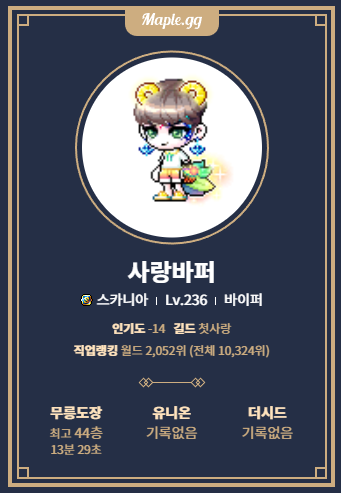 Maple.gg
사랑바퍼
스카니아 | Lv.236 | 바이퍼
인기도 -14 길드 첫사랑
직업랭킹 월드 2,052위 (전체 10,324위)
무릉도장 유니온 더시드
최고 44층 기록없음 기록없음
13분 29초